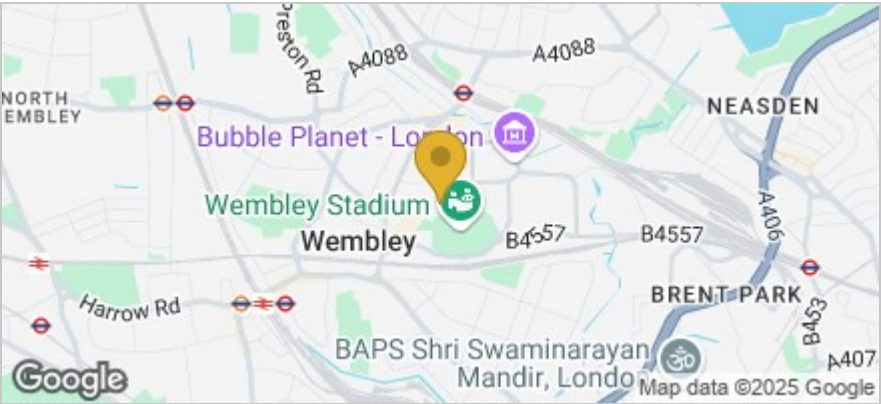 Preston Rd
A4088
A4088
NORTH
EMBLEY
NEASDEN
Bubble Planet - London
Wembley Stadium
Wembley
B4557
B4557
A406
BRENT PARK
Harrow Rd
B453
BAPS Shri Swaminarayan
Mandir, London
A407
Google
Map data ©2025 Google